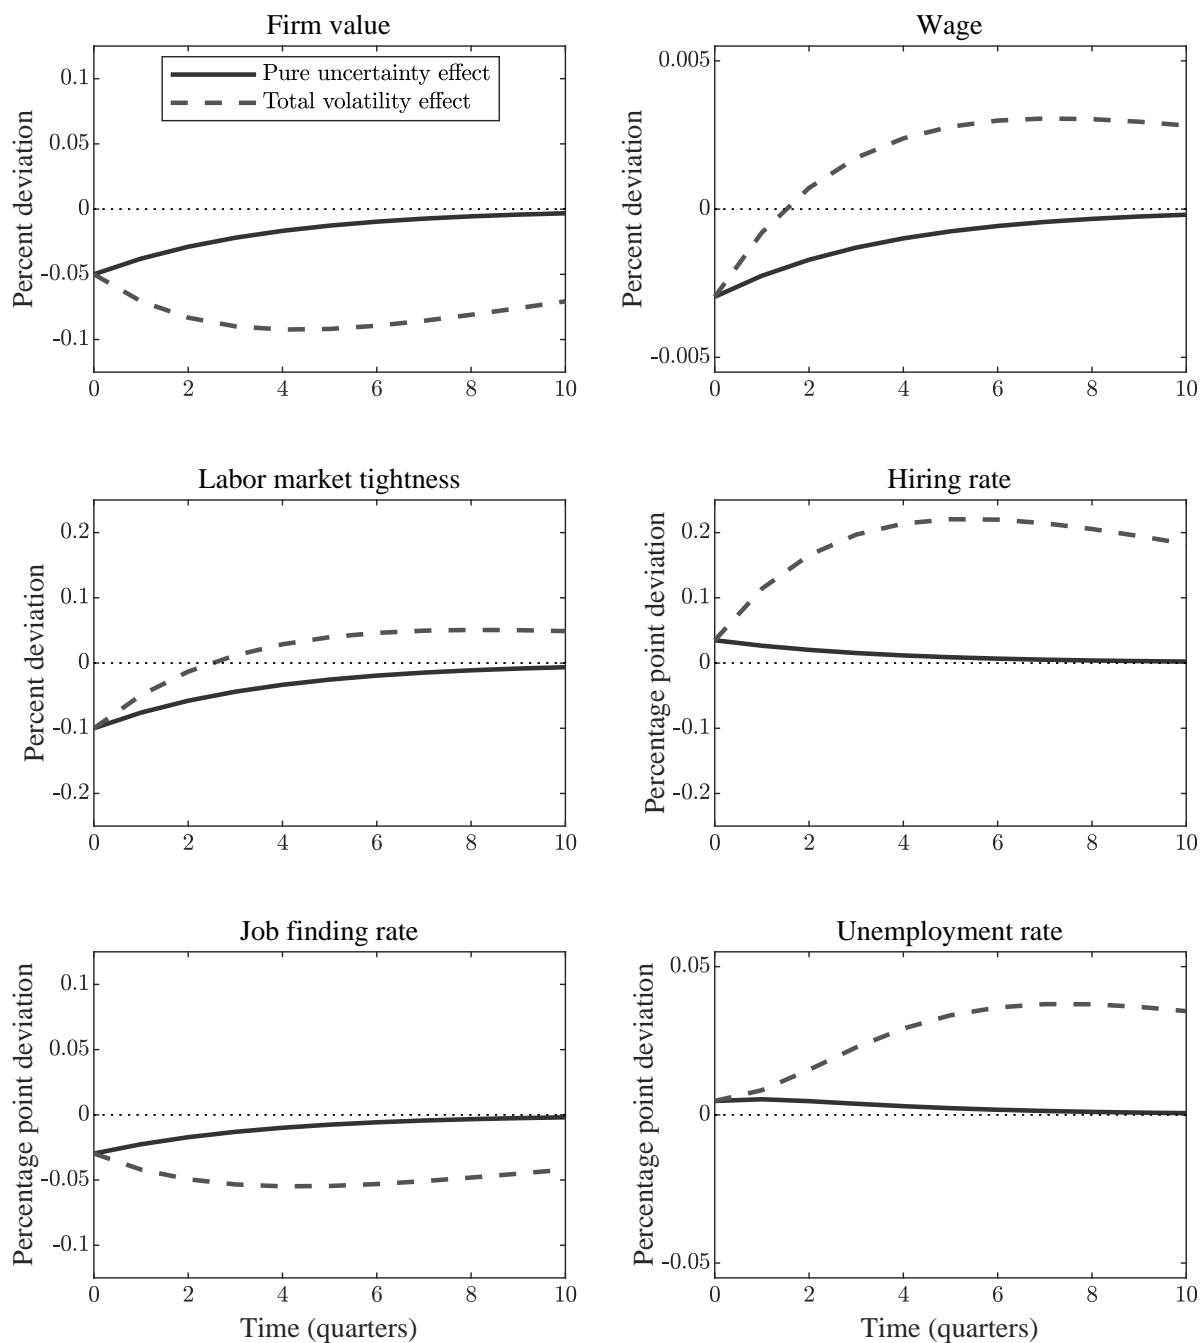 Firm value
Percent deviation
0.1
0.05
0
-0.05
-0.1
Pure uncertainty effect
Total volatility effect
0 2 4 6 8 10
Wage
Percent deviation
0.005
0
-0.005
0 2 4 6 8 10
Labor market tightness
Percent deviation
0.2
0.1
0
-0.1
-0.2
0 2 4 6 8 10
Hiring rate
Percentage point deviation
0.2
0.1
0
-0.1
-0.2
0 2 4 6 8 10
Job finding rate
Percentage point deviation
0.1
0.05
0
-0.05
-0.1
0 2 4 6 8 10
Time (quarters)
Unemployment rate
Percentage point deviation
0.05
0
-0.05
0 2 4 6 8 10
Time (quarters)